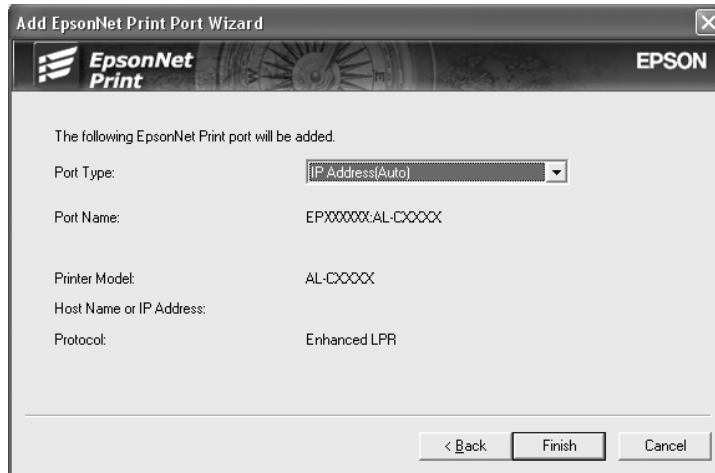 Add EpsonNet Print Port Wizard
EpsonNet
Print
EPSON
The following EpsonNet Print port will be added.
Port Type: IP Address(Auto)
Port Name: EPXXXXXX:AL-CXXXX
Printer Model: AL-CXXXX
Host Name or IP Address:
Protocol: Enhanced LPR
< Back Finish Cancel